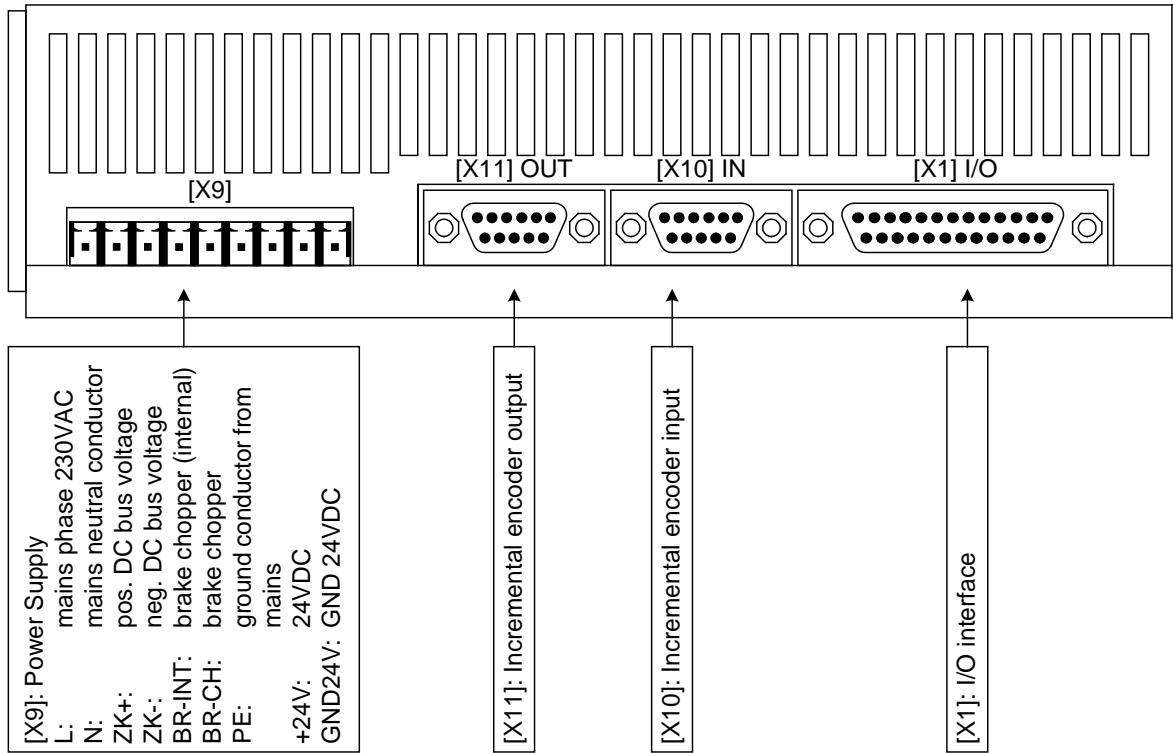 [X9]
[X11] OUT
[X10] IN
[X1] I/O
[X9]: Power Supply
L: mains phase 230VAC
N: mains neutral conductor
ZK+: pos. DC bus voltage
ZK-: neg. DC bus voltage
BR-INT: brake chopper (internal)
BR-CH: brake chopper
PE: ground conductor from
mains
+24V: 24VDC
GND24V: GND 24VDC
[X11]: Incremental encoder output
[X10]: Incremental encoder input
[X1]: I/O interface